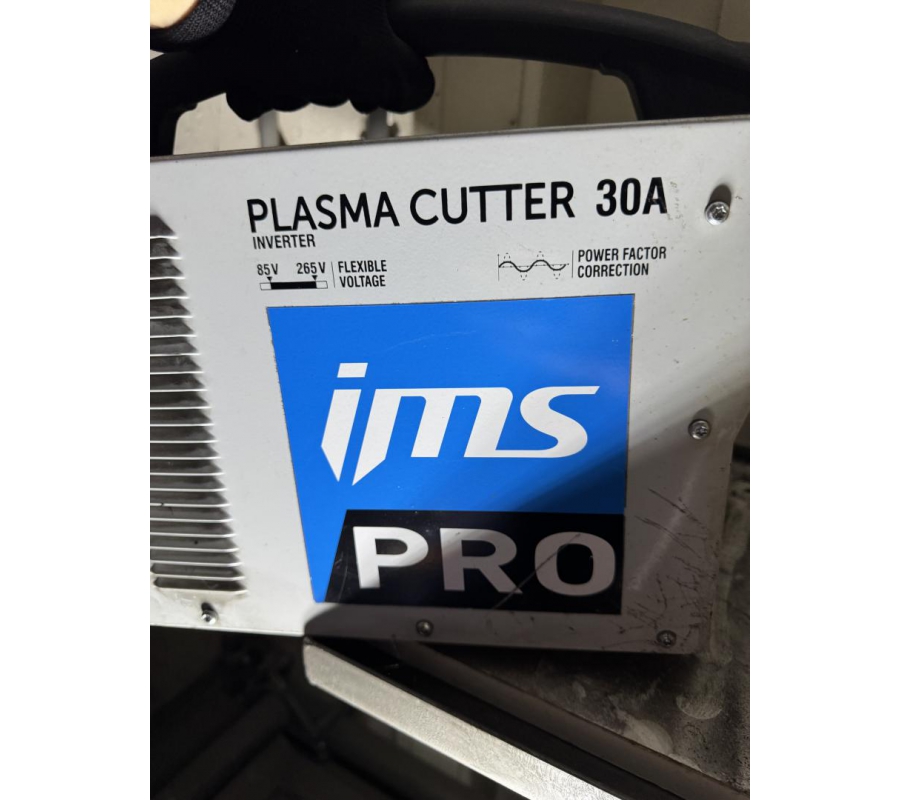 PLASMA CUTTER 30A
INVERTER
85V 265V FLEXIBLE VOLTAGE
POWER FACTOR CORRECTION
ims
PRO